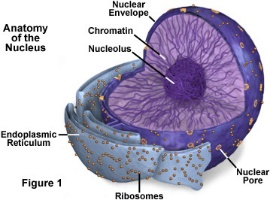 Anatomy
of the
Nucleus
Nuclear
Envelope
Chromatin
Nucleolus
Endoplasmic
Reticulum
Figure 1
Ribosomes
Nuclear
Pore